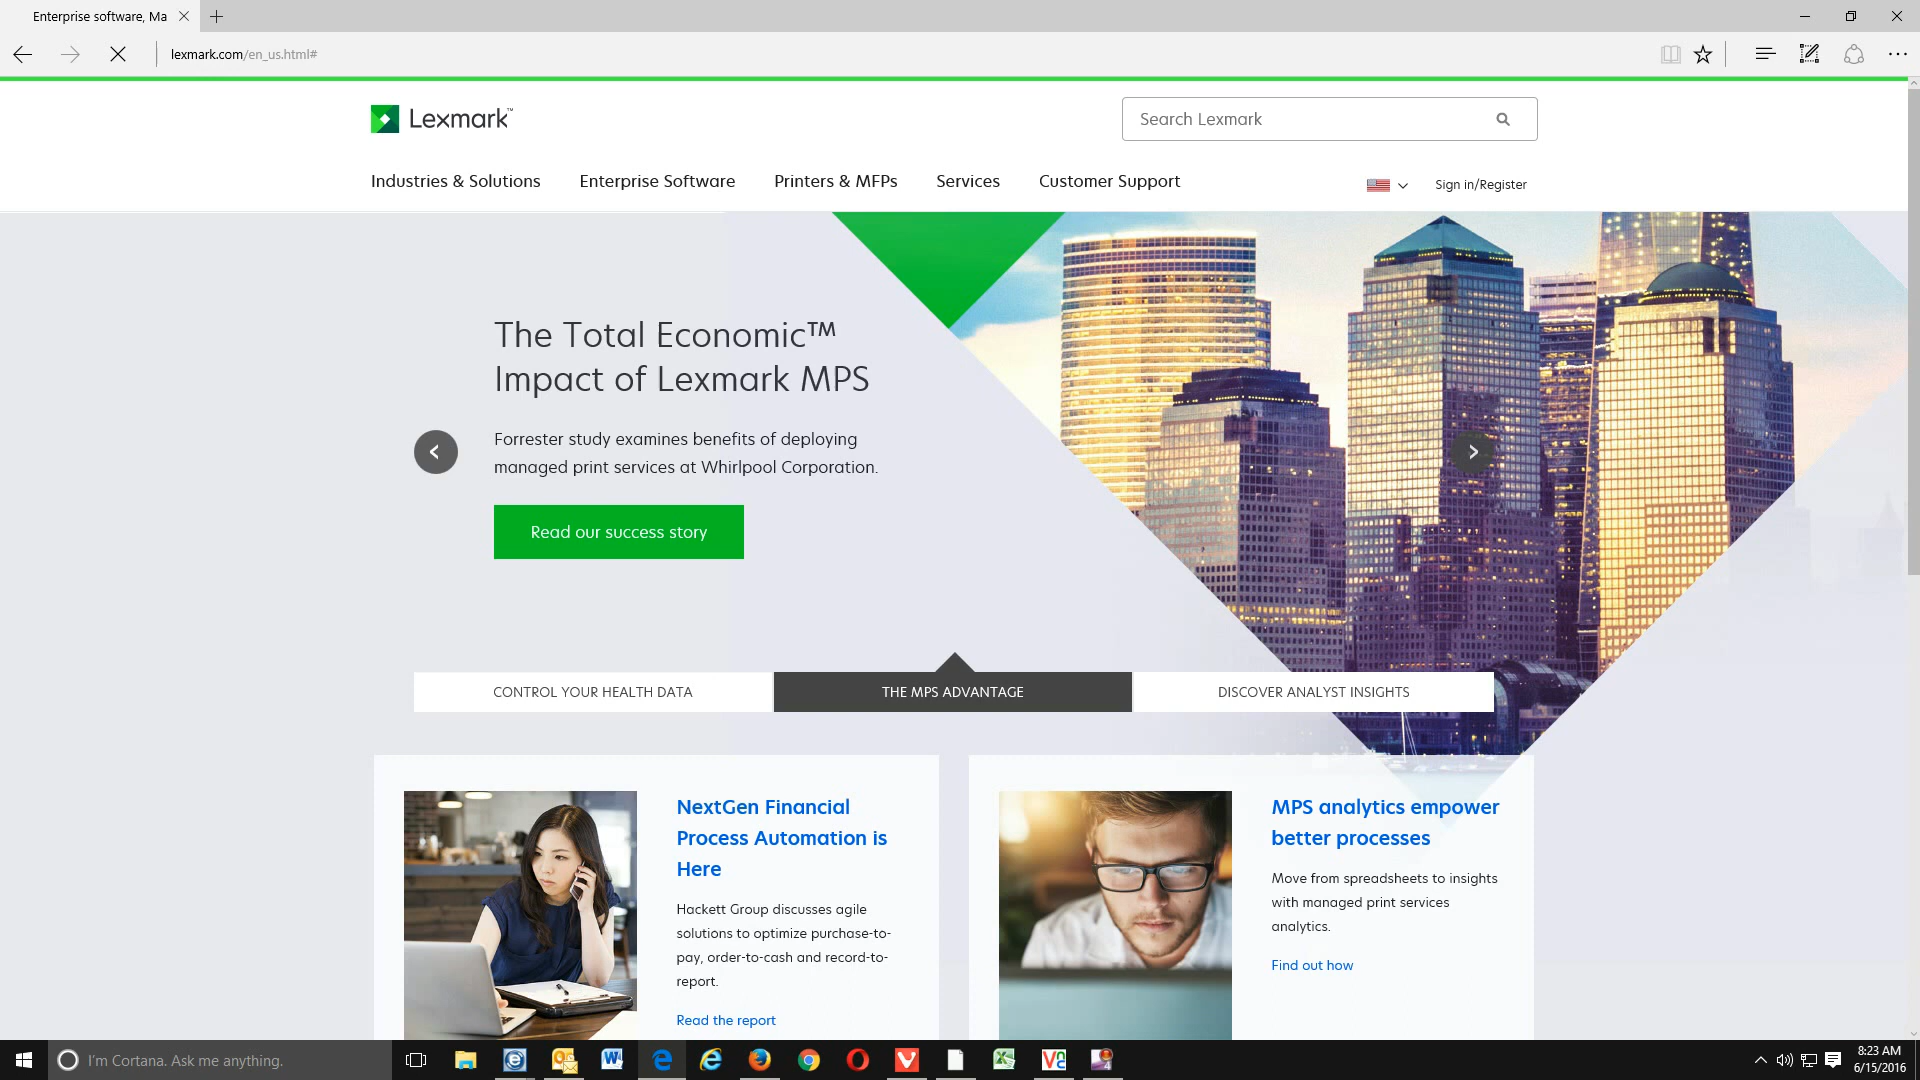 Enterprise software, Ma
lexmark.com/en_us.html#
Lexmark™
Search Lexmark
Industries & Solutions
Enterprise Software
Printers & MFPs
Services
Customer Support
Sign in/Register
The Total Economic™
Impact of Lexmark MPS
Forrester study examines benefits of deploying
managed print services at Whirlpool Corporation.
Read our success story
CONTROL YOUR HEALTH DATA
THE MPS ADVANTAGE
DISCOVER ANALYST INSIGHTS
NextGen Financial
Process Automation is
Here
Hackett Group discusses agile
solutions to optimize purchase-to-
pay, order-to-cash and record-to-
report.
Read the report
MPS analytics empower
better processes
Move from spreadsheets to insights
with managed print services
analytics.
Find out how
I'm Cortana. Ask me anything.
8:23 AM
6/15/2016